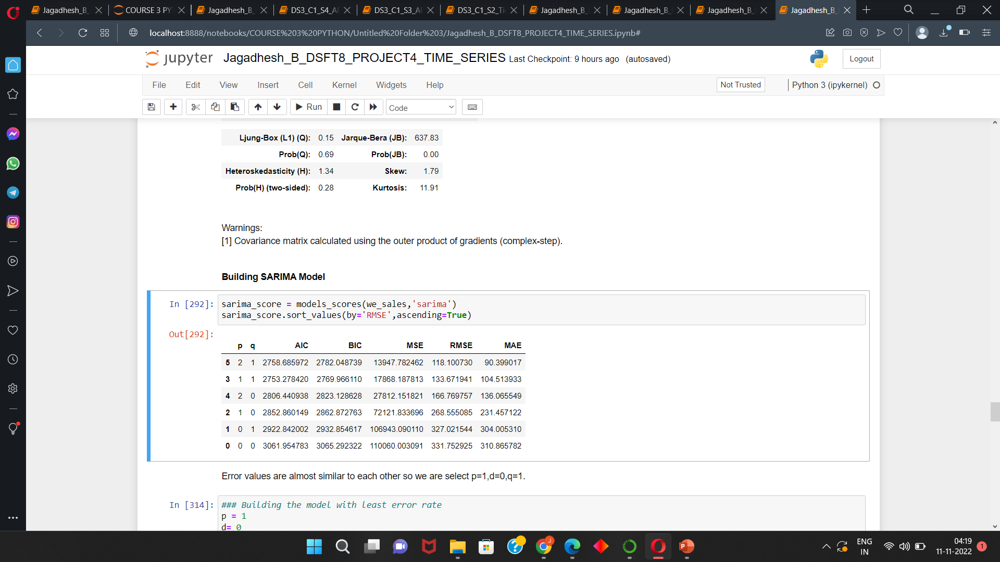 Jagadhesh_B_
COURSE 3 PY
Jagadhesh_B_
DS3_C1_S4_A
DS3_C1_S3_A
DS3_C1_S2_Ti
Jagadhesh_B_
Jagadhesh_B_
Jagadhesh_B_
Jagadhesh_B_
localhost:8888/notebooks/COURSE%203%20PYTHON/Untitled%20Folder%203/Jagadhesh_B_DSFT8_PROJECT4_TIME_SERIES.ipynb#
jupyter Jagadhesh_B_DSFT8_PROJECT4_TIME_SERIES Last Checkpoint: 9 hours ago (autosaved)
Logout
File Edit View Insert Cell Kernel Widgets Help
Not Trusted
Python 3 (ipykernel)
Run
Code
Ljung-Box (L1) (Q): 0.15 Jarque-Bera (JB): 637.83
Prob(Q): 0.69 Prob(JB): 0.00
Heteroskedasticity (H): 1.34 Skew: 1.79
Prob(H) (two-sided): 0.28 Kurtosis: 11.91
Warnings:
[1] Covariance matrix calculated using the outer product of gradients (complex-step).
Building SARIMA Model
In [292]: sarima_score = models_scores(we_sales,'sarima')
sarima_score.sort_values(by='RMSE',ascending=True)
Out[292]:
p q AIC BIC MSE RMSE MAE
5 2 1 2758.685972 2782.048739 13947.782462 118.100730 90.399017
3 1 1 2753.278420 2769.966110 17868.187813 133.671941 104.513933
4 2 0 2806.440938 2823.128628 27812.151821 166.769757 136.065549
2 1 0 2852.860149 2862.872763 72121.833696 268.555085 231.457122
1 0 1 2922.842002 2932.854617 106943.090110 327.021544 304.005310
0 0 0 3061.954783 3065.292322 110060.003091 331.752925 310.865782
Error values are almost similar to each other so we are select p=1,d=0,q=1.
In [314]: ### Building the model with least error rate
p = 1
d= 0
ENG
IN
04:19
11-11-2022
1